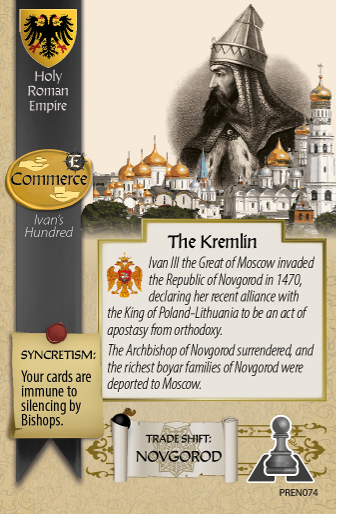 Holy
Roman
Empire
E
Commerce
Ivan's
Hundred
The Kremlin
Ivan III the Great of Moscow invaded
the Republic of Novgorod in 1470,
declaring her recent alliance with
the King of Poland-Lithuania to be an act of
apostasy from orthodoxy.
The Archbishop of Novgorod surrendered, and
the richest boyar families of Novgorod were
deported to Moscow.
SYNCRETISM:
Your cards are
immune to
silencing by
Bishops.
TRADE SHIFT:
NOVGOROD
PREN074